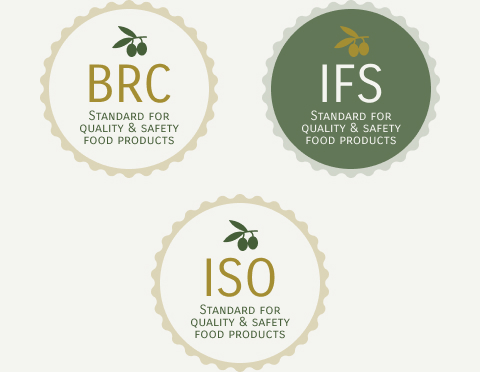 BRC
Standard for
quality & safety
food products
IFS
Standard for
quality & safety
food products
ISO
Standard for
quality & safety
food products